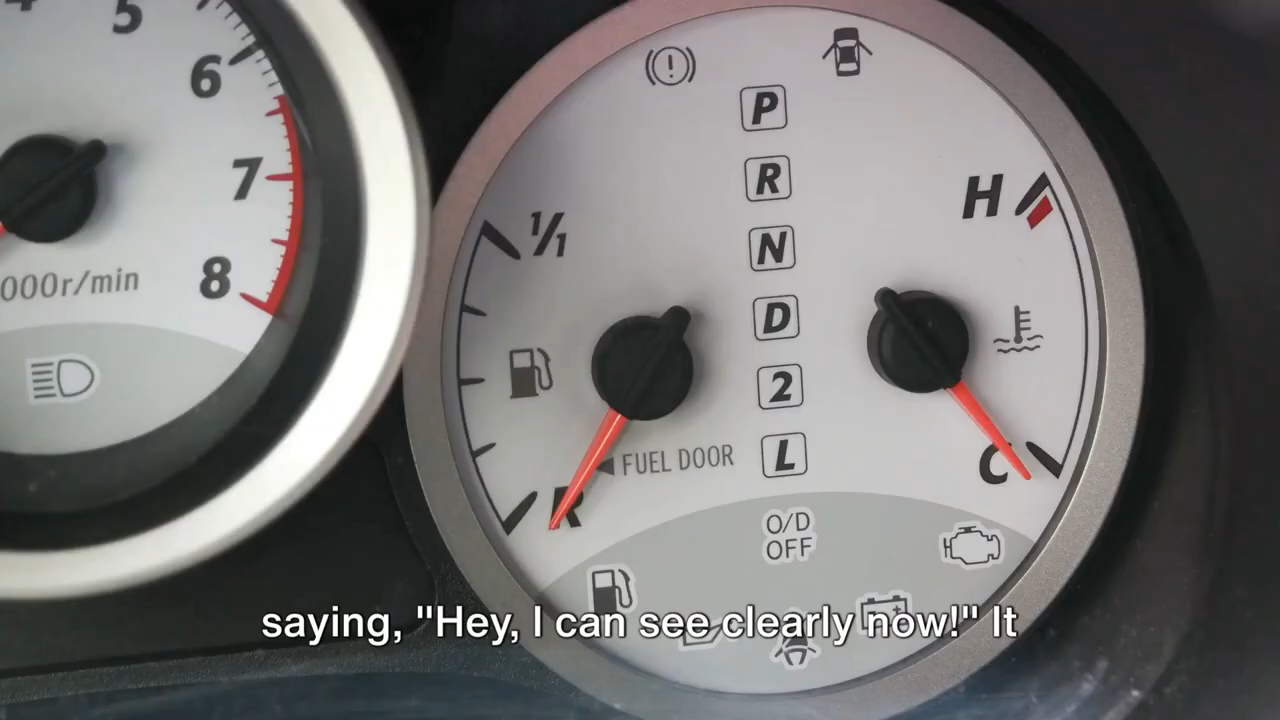 5
6
7
8
000r/min
P
R
N
D
2
L
1/1
R
FUEL DOOR
H
C
O/D
OFF
saying, "Hey, I can see clearly now!" It